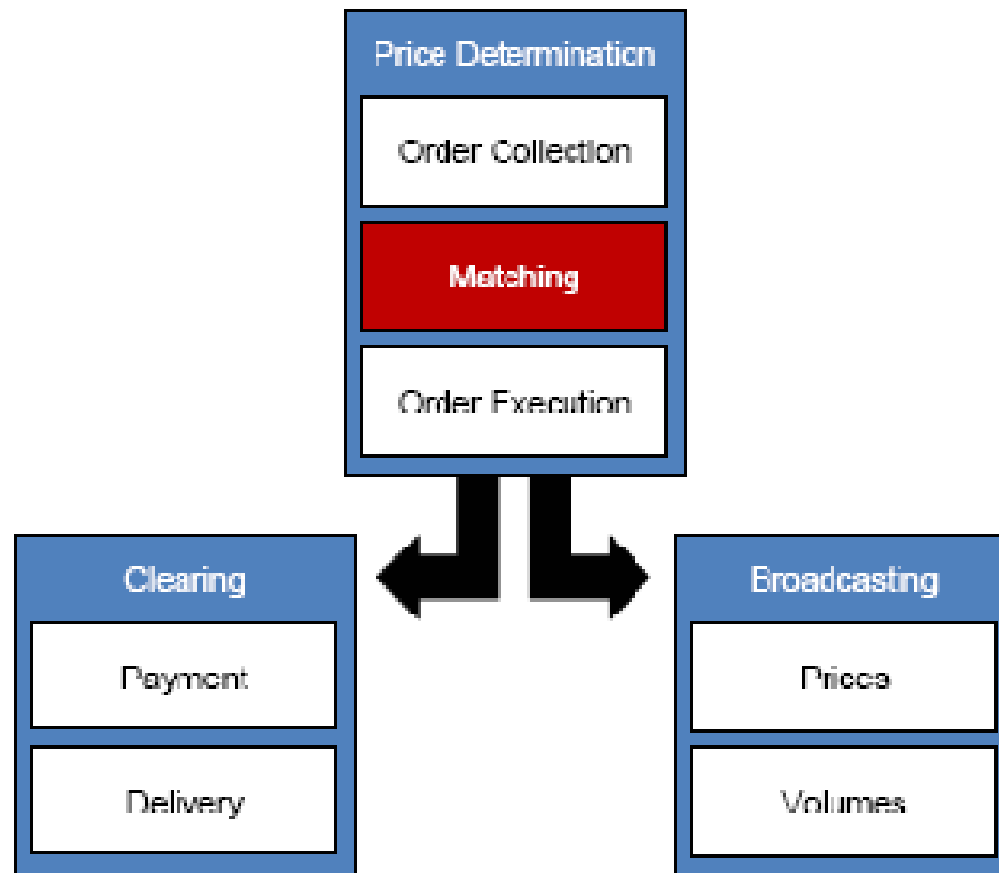 Price Determination
Order Collection
Matching
Order Execution
Clearing
Payment
Delivery
Broadcasting
Prices
Volumes